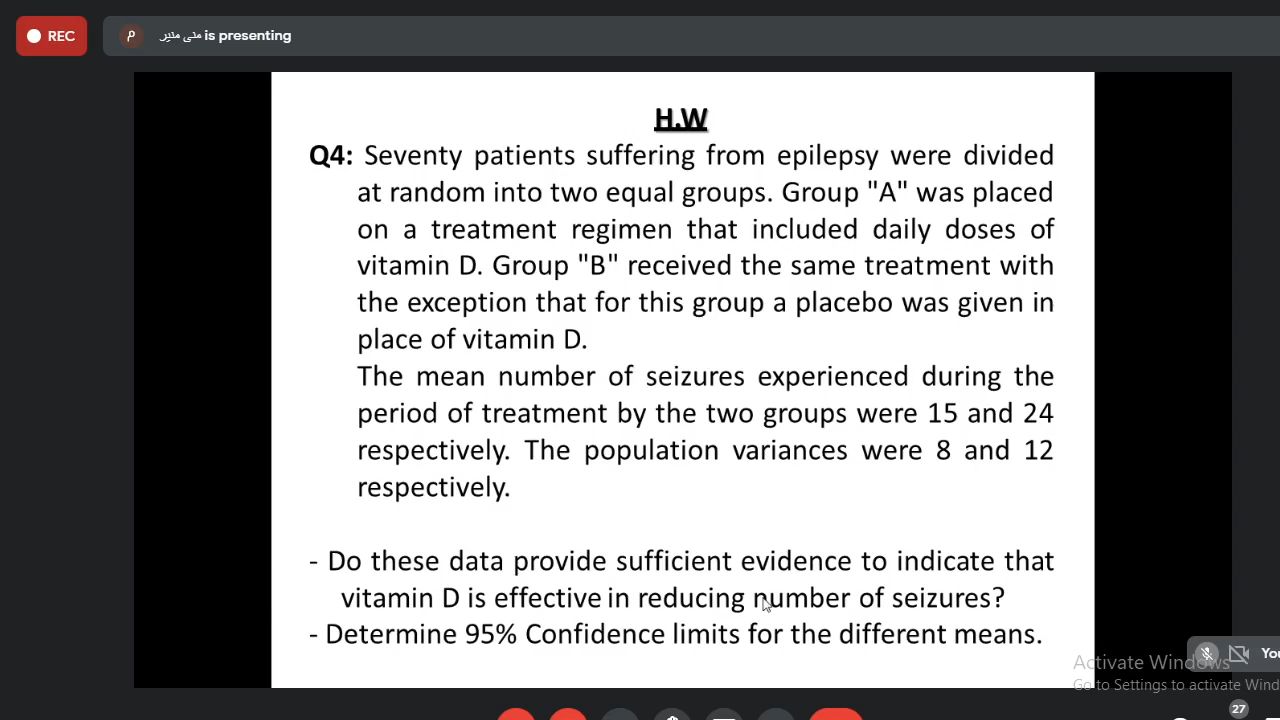 REC
P منى منير is presenting
H.W
Q4: Seventy patients suffering from epilepsy were divided
at random into two equal groups. Group "A" was placed
on a treatment regimen that included daily doses of
vitamin D. Group "B" received the same treatment with
the exception that for this group a placebo was given in
place of vitamin D.
The mean number of seizures experienced during the
period of treatment by the two groups were 15 and 24
respectively. The population variances were 8 and 12
respectively.
- Do these data provide sufficient evidence to indicate that
vitamin D is effective in reducing number of seizures?
- Determine 95% Confidence limits for the different means.
You
Activate Windows
Go to Settings to activate Wind
27